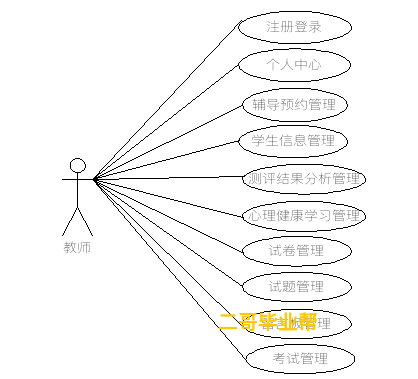 注册登录
个人中心
辅导预约管理
学生信息管理
测评结果分析管理
心理健康学习管理
教师
试卷管理
试题管理
二哥毕业帮
管理
考试管理